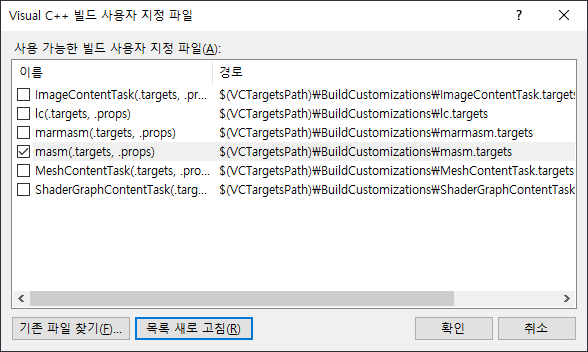 Visual C++ 빌드 사용자 지정 파일
사용 가능한 빌드 사용자 지정 파일(A):
이름 경로
ImageContentTask(.targets, .pr... $(VCTargetsPath)₩BuildCustomizations₩ImageContentTask.targets
lc(.targets, .props) $(VCTargetsPath)₩BuildCustomizations₩lc.targets
marmasm(.targets, .props) $(VCTargetsPath)₩BuildCustomizations₩marmasm.targets
masm(.targets, .props) $(VCTargetsPath)₩BuildCustomizations₩masm.targets
MeshContentTask(.targets, .pro... $(VCTargetsPath)₩BuildCustomizations₩MeshContentTask.targets
ShaderGraphContentTask(.targ... $(VCTargetsPath)₩BuildCustomizations₩ShaderGraphContentTask
기존 파일 찾기(F)... 목록 새로 고침(R) 확인 취소